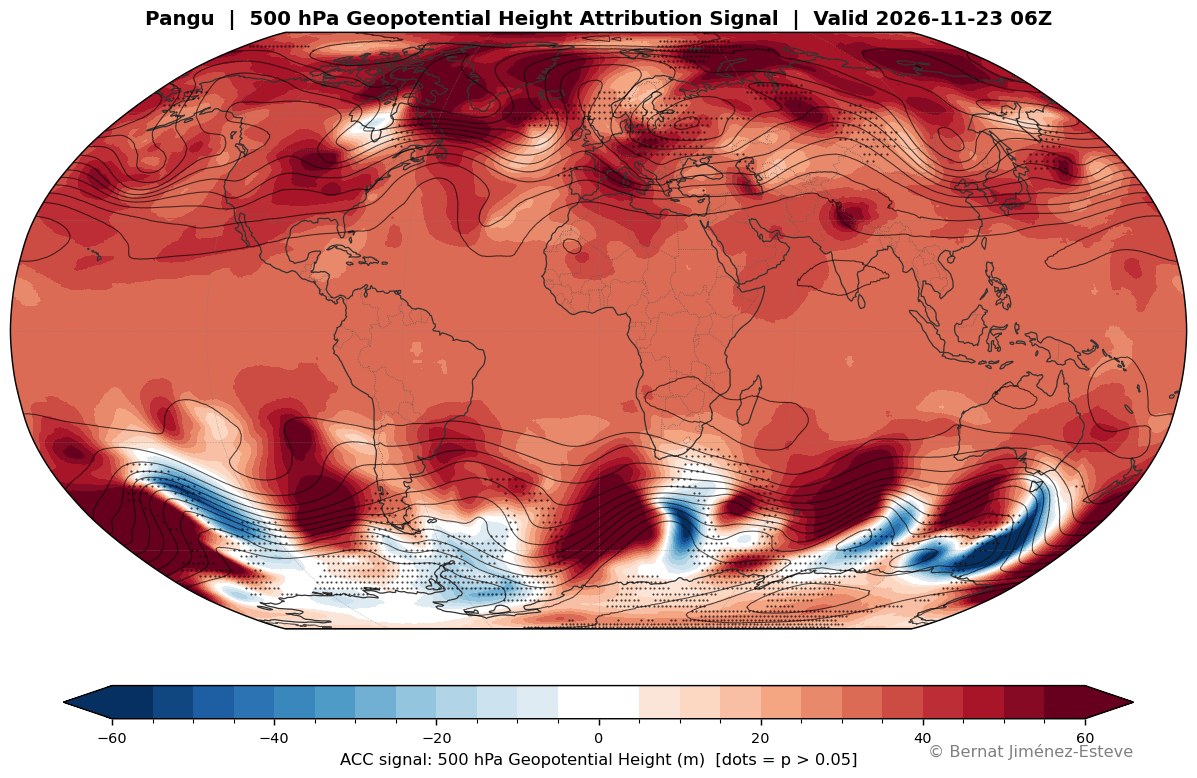 Pangu | 500 hPa Geopotential Height Attribution Signal | Valid 2026-11-23 06Z
−60 −40 −20 0 20 40 60
ACC signal: 500 hPa Geopotential Height (m) [dots = p > 0.05]
© Bernat Jiménez-Esteve